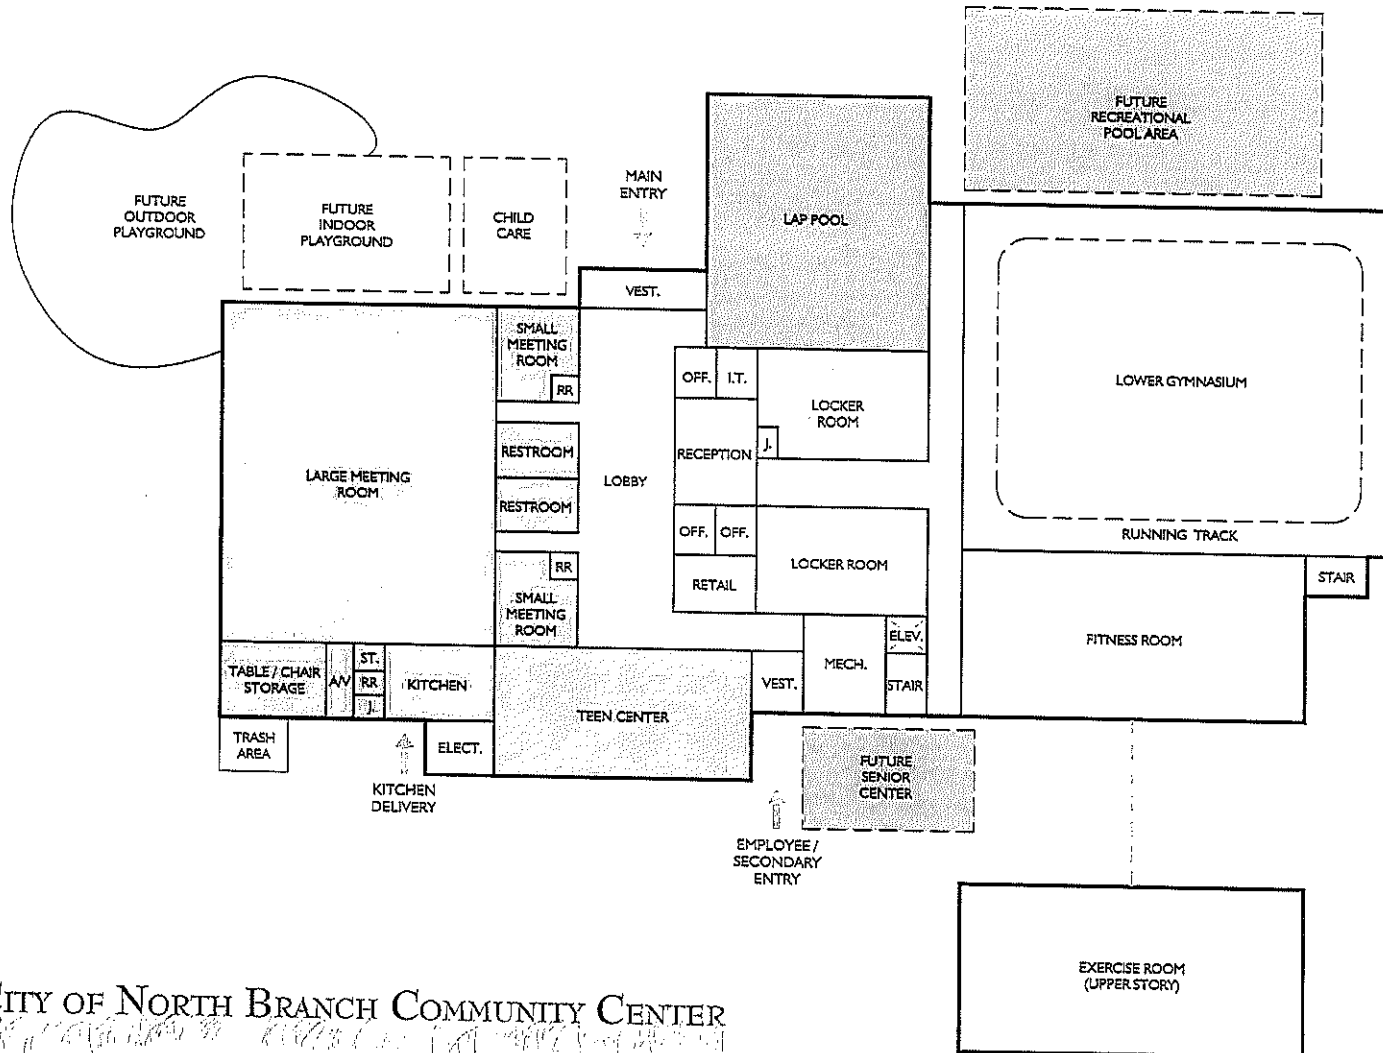 FUTURE
RECREATIONAL
POOL AREA
FUTURE
OUTDOOR
PLAYGROUND
FUTURE
INDOOR
PLAYGROUND
CHILD
CARE
MAIN
ENTRY
LAP POOL
VEST.
SMALL
MEETING
ROOM
RR
OFF.
I.T.
LOCKER
ROOM
J.
LOWER GYMNASIUM
RESTROOM
RECEPTION
LARGE MEETING
ROOM
LOBBY
RESTROOM
OFF.
OFF.
RUNNING TRACK
RR
LOCKER ROOM
RETAIL
STAIR
SMALL
MEETING
ROOM
ELEV.
FITNESS ROOM
TABLE / CHAIR
STORAGE
A/V
ST.
RR
J.
KITCHEN
MECH.
VEST.
STAIR
TEEN CENTER
TRASH
AREA
ELECT.
KITCHEN
DELIVERY
FUTURE
SENIOR
CENTER
EMPLOYEE /
SECONDARY
ENTRY
EXERCISE ROOM
(UPPER STORY)
CITY OF NORTH BRANCH COMMUNITY CENTER